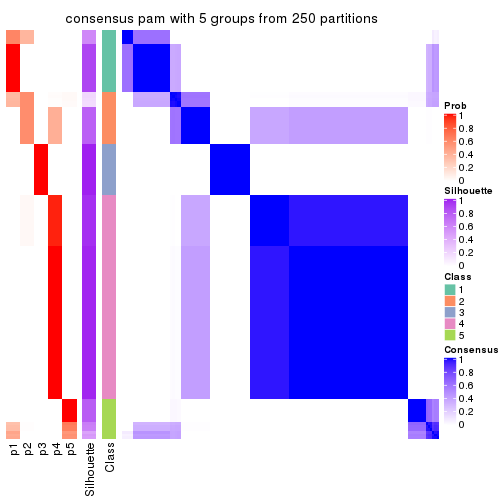 consensus pam with 5 groups from 250 partitions
Prob
1
0.8
0.6
0.4
0.2
0
Silhouette
1
0.8
0.6
0.4
0.2
0
Class
1
2
3
4
5
Consensus
1
0.8
0.6
0.4
0.2
0
p1
p2
p3
p4
p5
Silhouette
Class